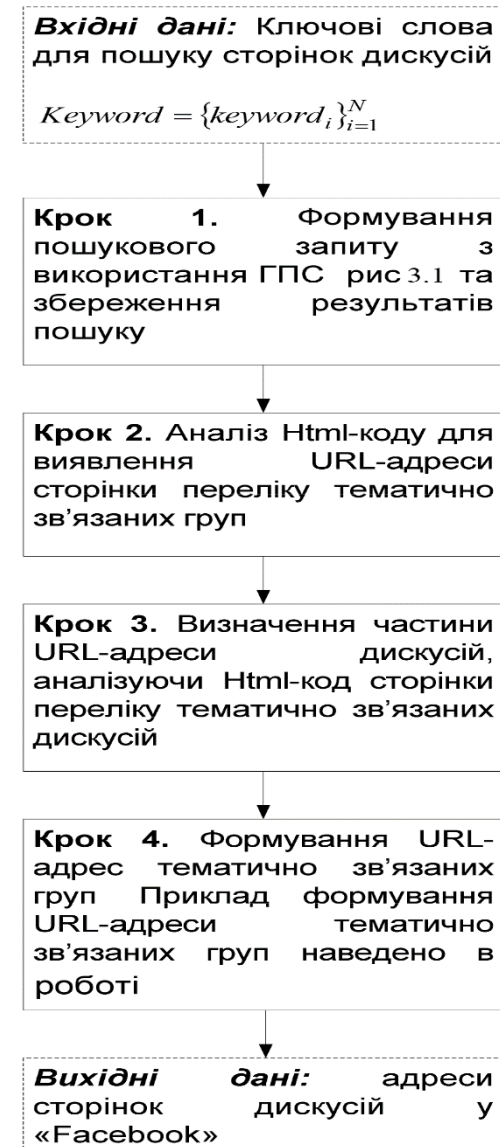 Вхідні дані: Ключові слова
для пошуку сторінок дискусій
Keyword = {keyword_i}_{i=1}^{N}
Крок 1. Формування
пошукового запиту з
використання ГПС рис 3.1 та
збереження результатів
пошуку
Крок 2. Аналіз Html-коду для
виявлення URL-адреси
сторінки переліку тематично
зв’язаних груп
Крок 3. Визначення частини
URL-адреси дискусій,
аналізуючи Html-код сторінки
переліку тематично зв’язаних
дискусій
Крок 4. Формування URL-
адрес тематично зв’язаних
груп Приклад формування
URL-адреси тематично
зв’язаних груп наведено в
роботі
Вихідні дані: адреси
сторінок дискусій у
«Facebook»